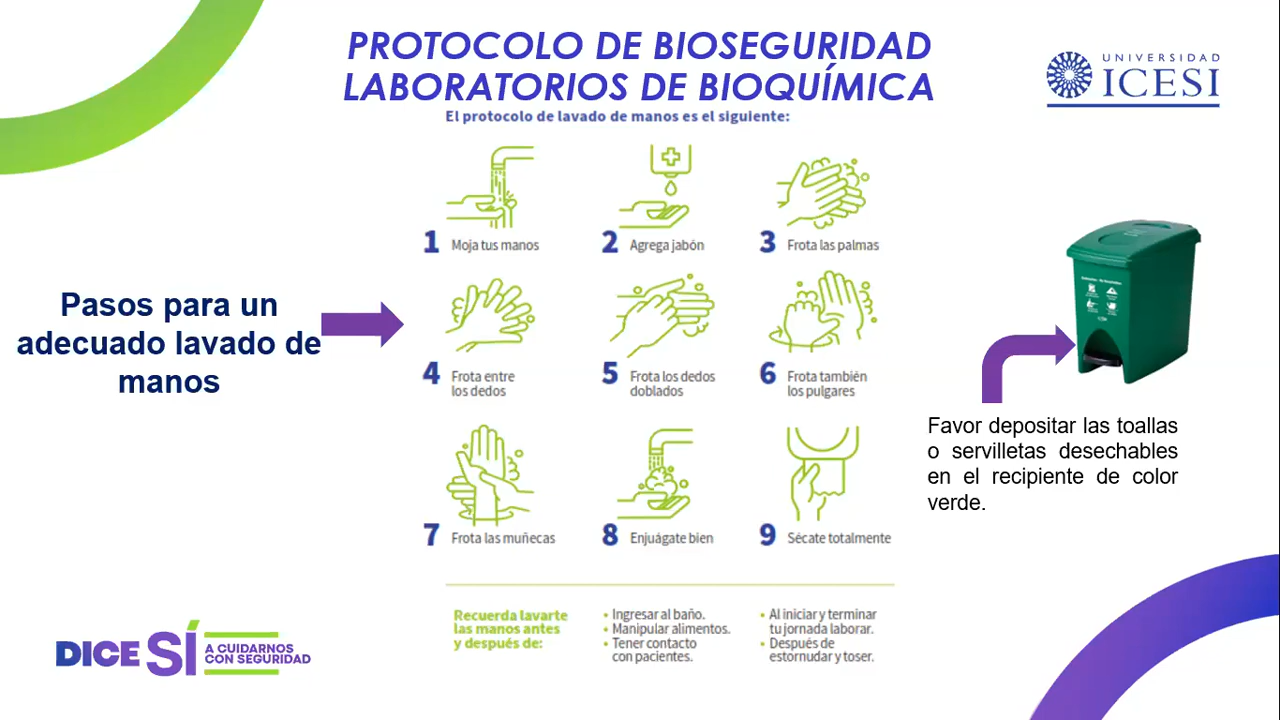 PROTOCOLO DE BIOSEGURIDAD
LABORATORIOS DE BIOQUÍMICA
UNIVERSIDAD
ICESI
El protocolo de lavado de manos es el siguiente:
1 Moja tus manos
2 Agrega jabón
3 Frota las palmas
Pasos para un
adecuado lavado de
manos
4 Frota entre
los dedos
5 Frota los dedos
doblados
6 Frota también
los pulgares
7 Frota las muñecas
8 Enjuágate bien
9 Sécate totalmente
Favor depositar las toallas
o servilletas desechables
en el recipiente de color
verde.
Recuerda lavarte
las manos antes
y después de:
• Ingresar al baño.
• Manipular alimentos.
• Tener contacto
con pacientes.
• Al iniciar y terminar
tu jornada laborar.
• Después de
estornudar y toser.
DICE SÍ
A CUIDARNOS
CON SEGURIDAD